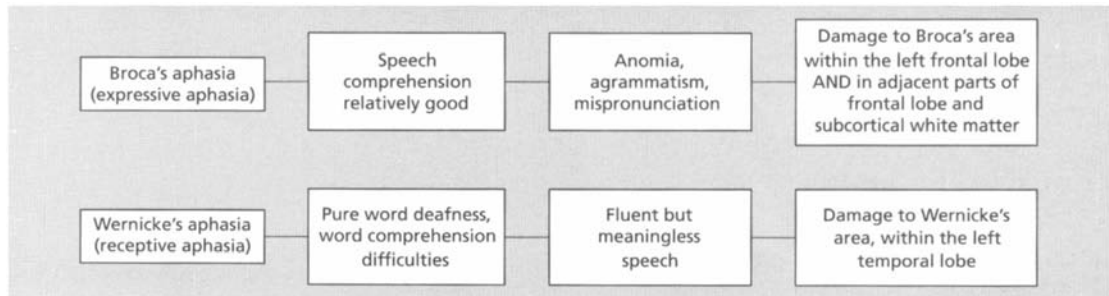 Broca's aphasia
(expressive aphasia)
Speech
comprehension
relatively good
Anomia,
agrammatism,
mispronunciation
Damage to Broca's area
within the left frontal lobe
AND in adjacent parts of
frontal lobe and
subcortical white matter
Wernicke's aphasia
(receptive aphasia)
Pure word deafness,
word comprehension
difficulties
Fluent but
meaningless
speech
Damage to Wernicke's
area, within the left
temporal lobe